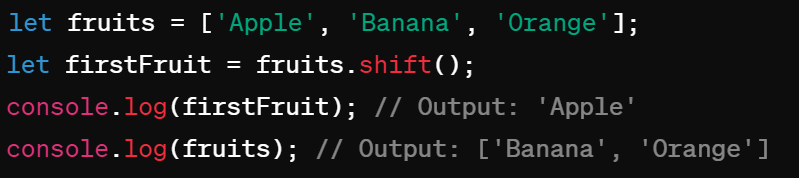 let fruits = ['Apple', 'Banana', 'Orange'];
let firstFruit = fruits.shift();
console.log(firstFruit); // Output: 'Apple'
console.log(fruits); // Output: ['Banana', 'Orange']